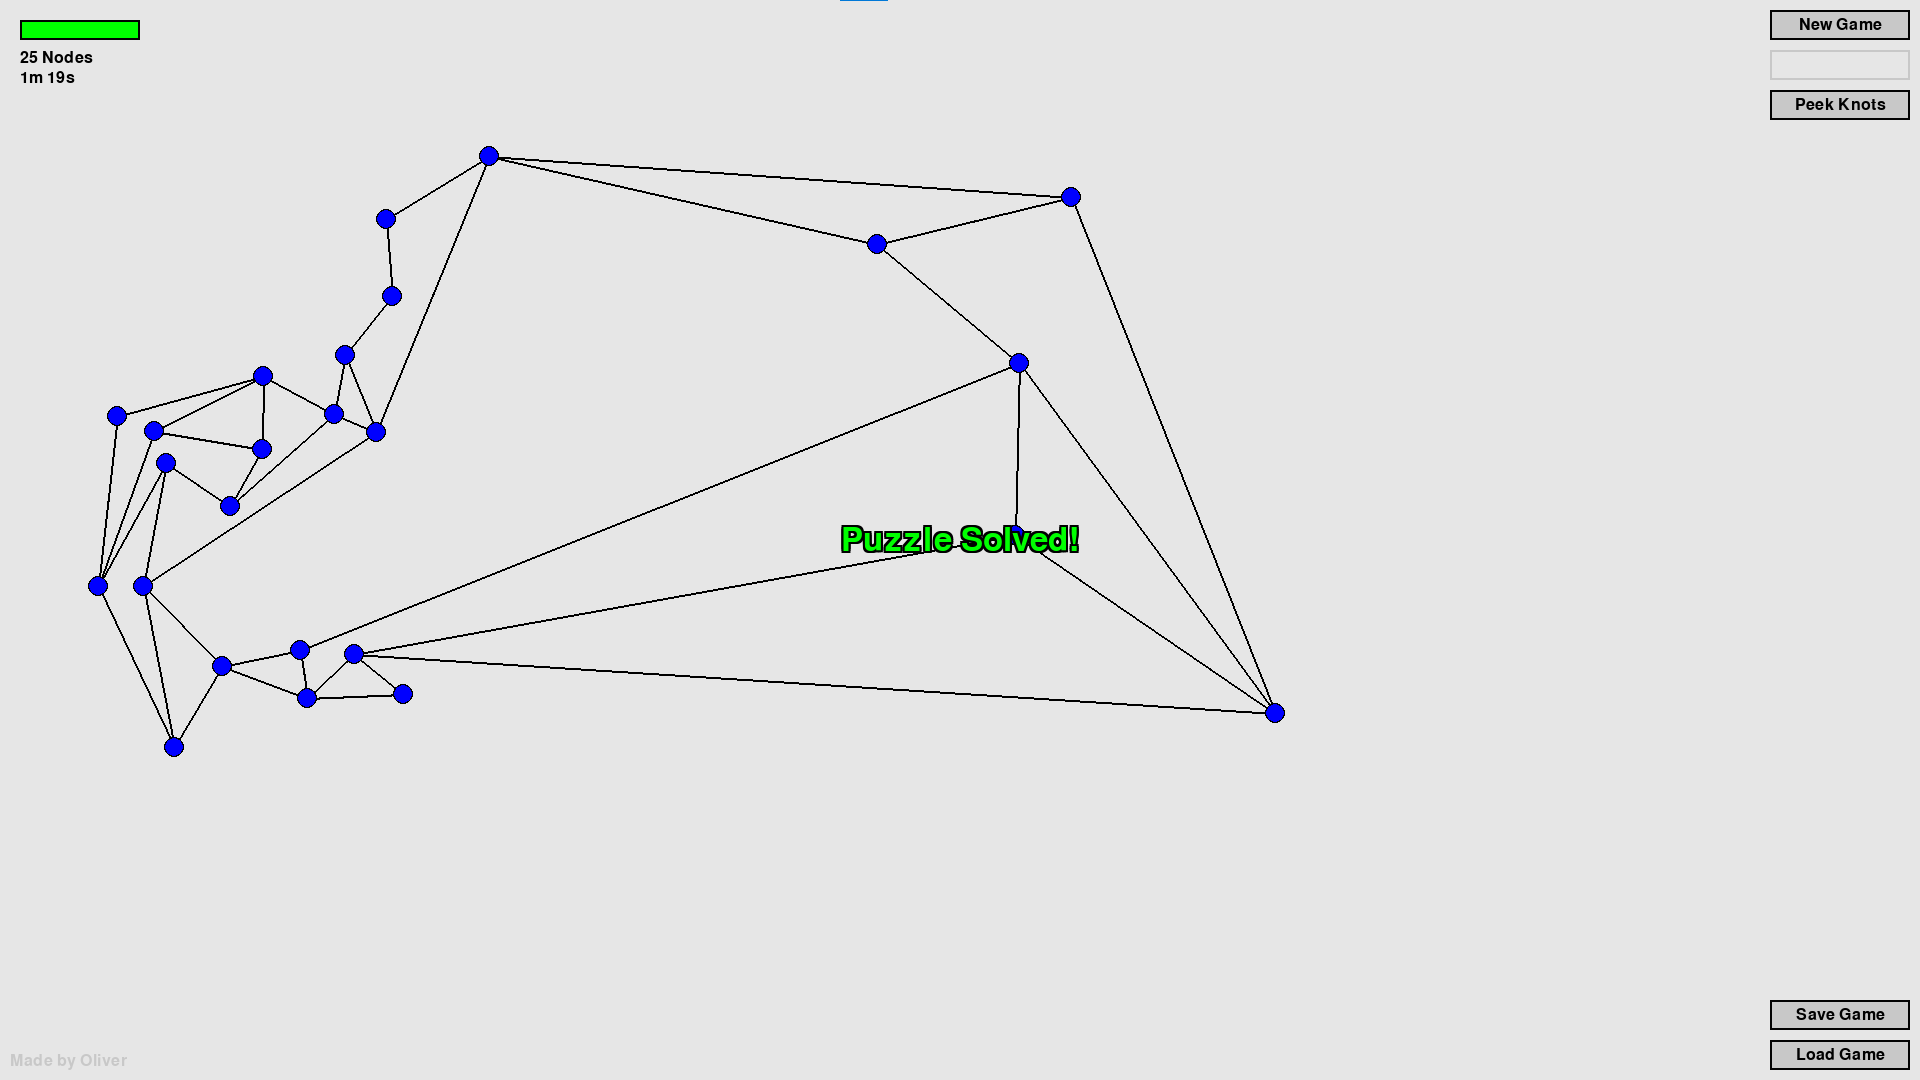 25 Nodes
1m 19s
New Game
Peek Knots
Puzzle Solved!
Save Game
Load Game
Made by Oliver